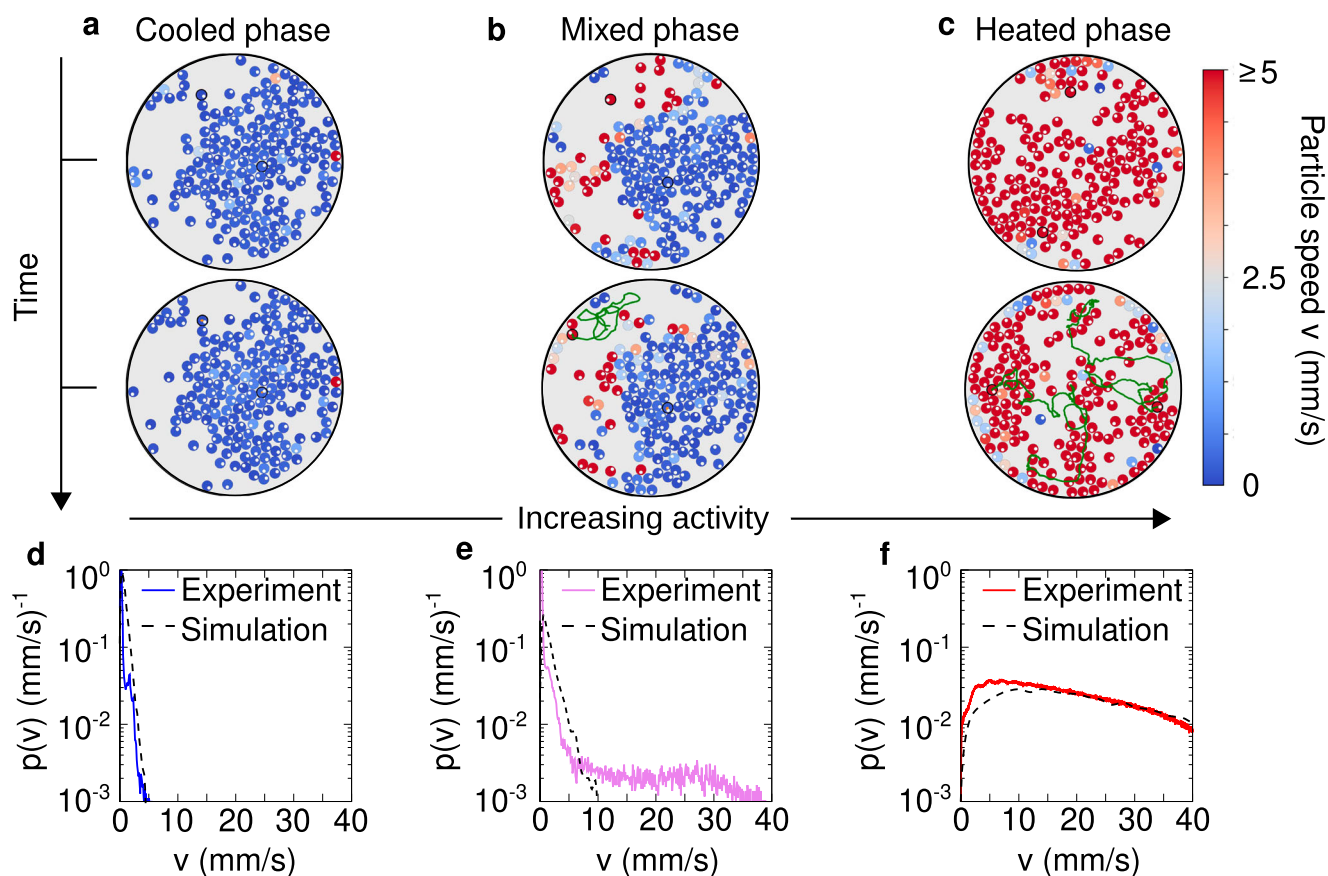 a Cooled phase
b Mixed phase
c Heated phase
Time
≥5
2.5
0
Particle speed v (mm/s)
Increasing activity
d
Experiment
Simulation
10⁰
10⁻¹
10⁻²
10⁻³
p(v) (mm/s)⁻¹
0 10 20 30 40
v (mm/s)
e
Experiment
Simulation
10⁰
10⁻¹
10⁻²
10⁻³
p(v) (mm/s)⁻¹
0 10 20 30 40
v (mm/s)
f
Experiment
Simulation
10⁰
10⁻¹
10⁻²
10⁻³
p(v) (mm/s)⁻¹
0 10 20 30 40
v (mm/s)